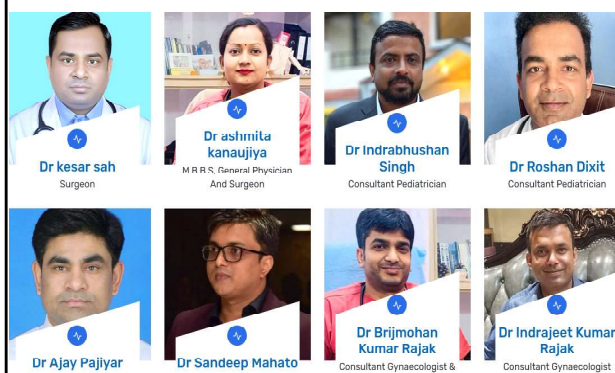 Dr kesar sah
Surgeon
Dr ashmita
kanaujiya
M.B.B.S, General Physician
And Surgeon
Dr Indrabhushan
Singh
Consultant Pediatrician
Dr Roshan Dixit
Consultant Pediatrician
Dr Ajay Pajiyar
Dr Sandeep Mahato
Dr Brijmohan
Kumar Rajak
Consultant Gynaecologist &
Dr Indrajeet Kumar
Rajak
Consultant Gynaecologist